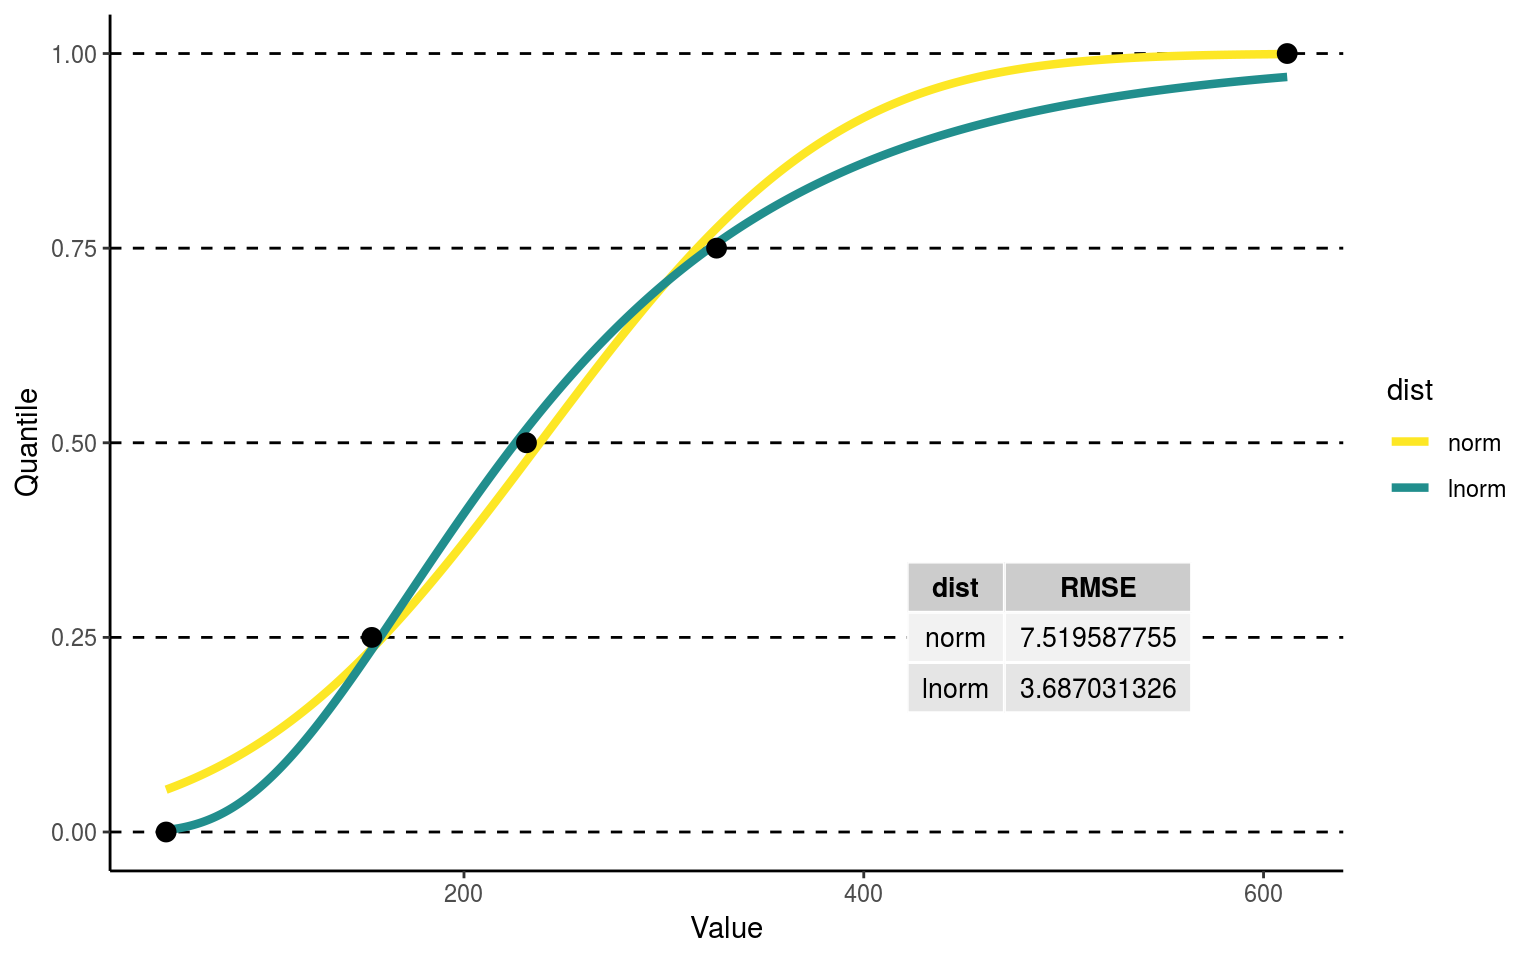 1.00
0.75
0.50
0.25
0.00
Quantile
200 400 600
Value
dist
norm
lnorm
dist RMSE
norm 7.519587755
lnorm 3.687031326